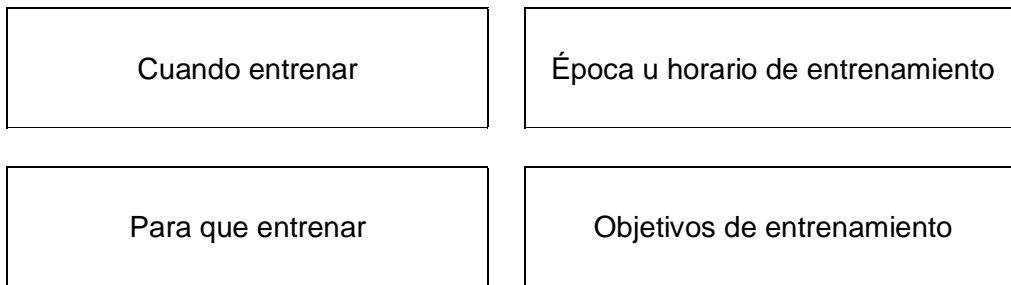 Cuando entrenar
Época u horario de entrenamiento
Para que entrenar
Objetivos de entrenamiento